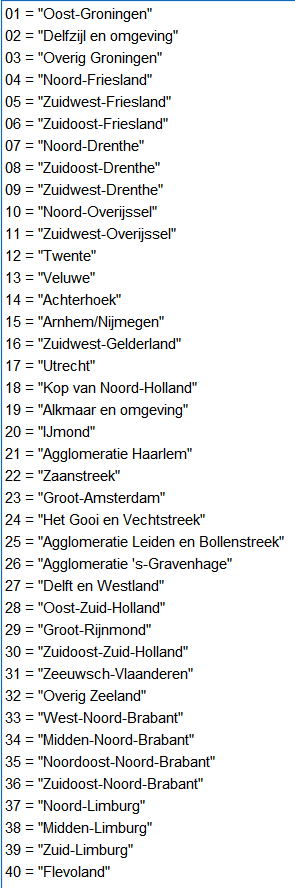 01 = "Oost-Groningen"
02 = "Delfzijl en omgeving"
03 = "Overig Groningen"
04 = "Noord-Friesland"
05 = "Zuidwest-Friesland"
06 = "Zuidoost-Friesland"
07 = "Noord-Drenthe"
08 = "Zuidoost-Drenthe"
09 = "Zuidwest-Drenthe"
10 = "Noord-Overijssel"
11 = "Zuidwest-Overijssel"
12 = "Twente"
13 = "Veluwe"
14 = "Achterhoek"
15 = "Arnhem/Nijmegen"
16 = "Zuidwest-Gelderland"
17 = "Utrecht"
18 = "Kop van Noord-Holland"
19 = "Alkmaar en omgeving"
20 = "IJmond"
21 = "Agglomeratie Haarlem"
22 = "Zaanstreek"
23 = "Groot-Amsterdam"
24 = "Het Gooi en Vechtstreek"
25 = "Agglomeratie Leiden en Bollenstreek"
26 = "Agglomeratie 's-Gravenhage"
27 = "Delft en Westland"
28 = "Oost-Zuid-Holland"
29 = "Groot-Rijnmond"
30 = "Zuidoost-Zuid-Holland"
31 = "Zeeuwsch-Vlaanderen"
32 = "Overig Zeeland"
33 = "West-Noord-Brabant"
34 = "Midden-Noord-Brabant"
35 = "Noordoost-Noord-Brabant"
36 = "Zuidoost-Noord-Brabant"
37 = "Noord-Limburg"
38 = "Midden-Limburg"
39 = "Zuid-Limburg"
40 = "Flevoland"